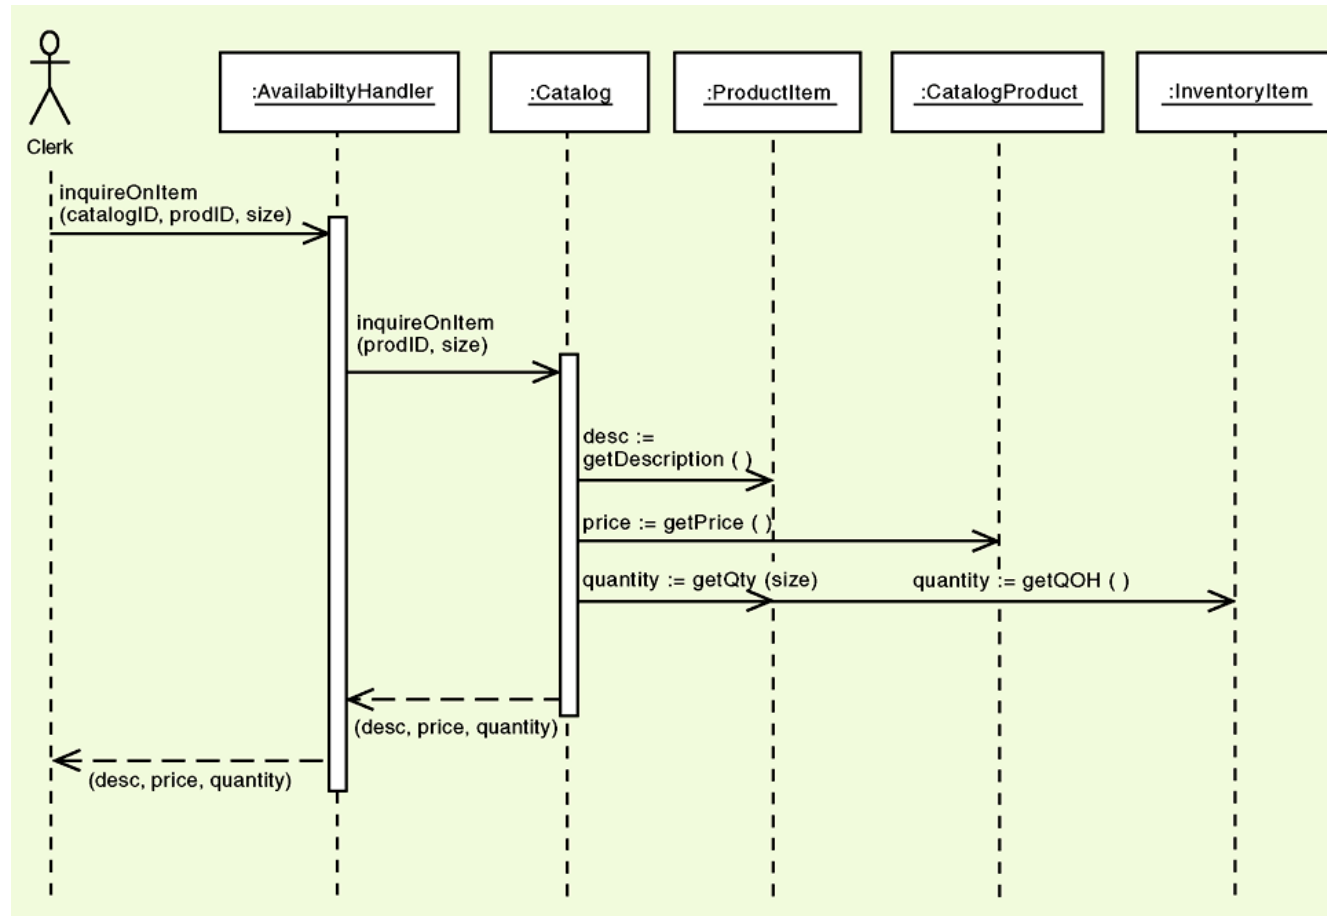 :AvailabiltyHandler
:Catalog
:ProductItem
:CatalogProduct
:InventoryItem
Clerk
inquireOnItem
(catalogID, prodID, size)
inquireOnItem
(prodID, size)
desc :=
getDescription ( )
price := getPrice ( )
quantity := getQty (size)
quantity := getQOH ( )
(desc, price, quantity)
(desc, price, quantity)